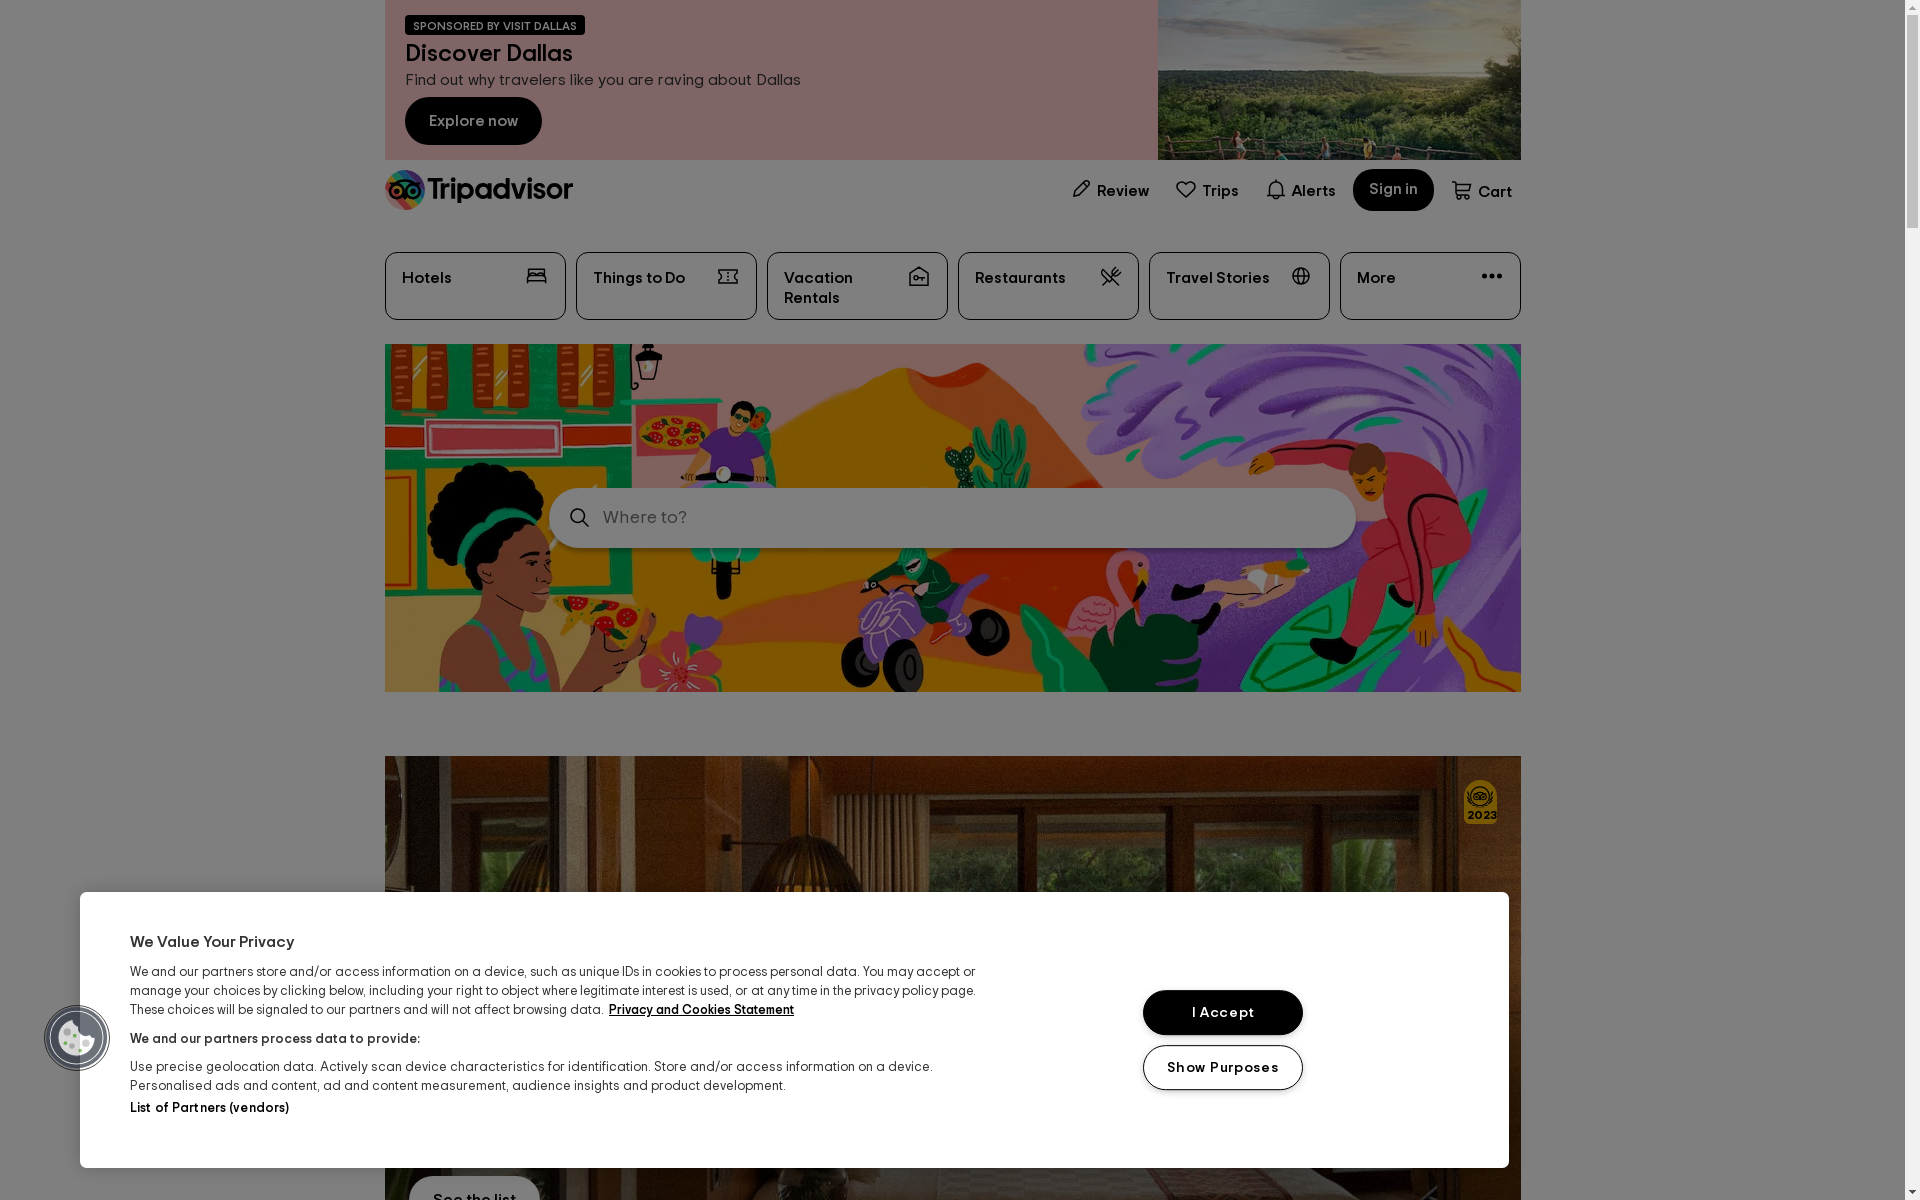 SPONSORED BY VISIT DALLAS
Discover Dallas
Find out why travelers like you are raving about Dallas
Explore now
Tripadvisor
Review
Trips
Alerts
Sign in
Cart
Hotels
Things to Do
Vacation
Rentals
Restaurants
Travel Stories
More
Where to?
2023
We Value Your Privacy
We and our partners store and/or access information on a device, such as unique IDs in cookies to process personal data. You may accept or
manage your choices by clicking below, including your right to object where legitimate interest is used, or at any time in the privacy policy page.
These choices will be signaled to our partners and will not affect browsing data. Privacy and Cookies Statement
We and our partners process data to provide:
Use precise geolocation data. Actively scan device characteristics for identification. Store and/or access information on a device.
Personalised ads and content, ad and content measurement, audience insights and product development.
List of Partners (vendors)
I Accept
Show Purposes
See the list